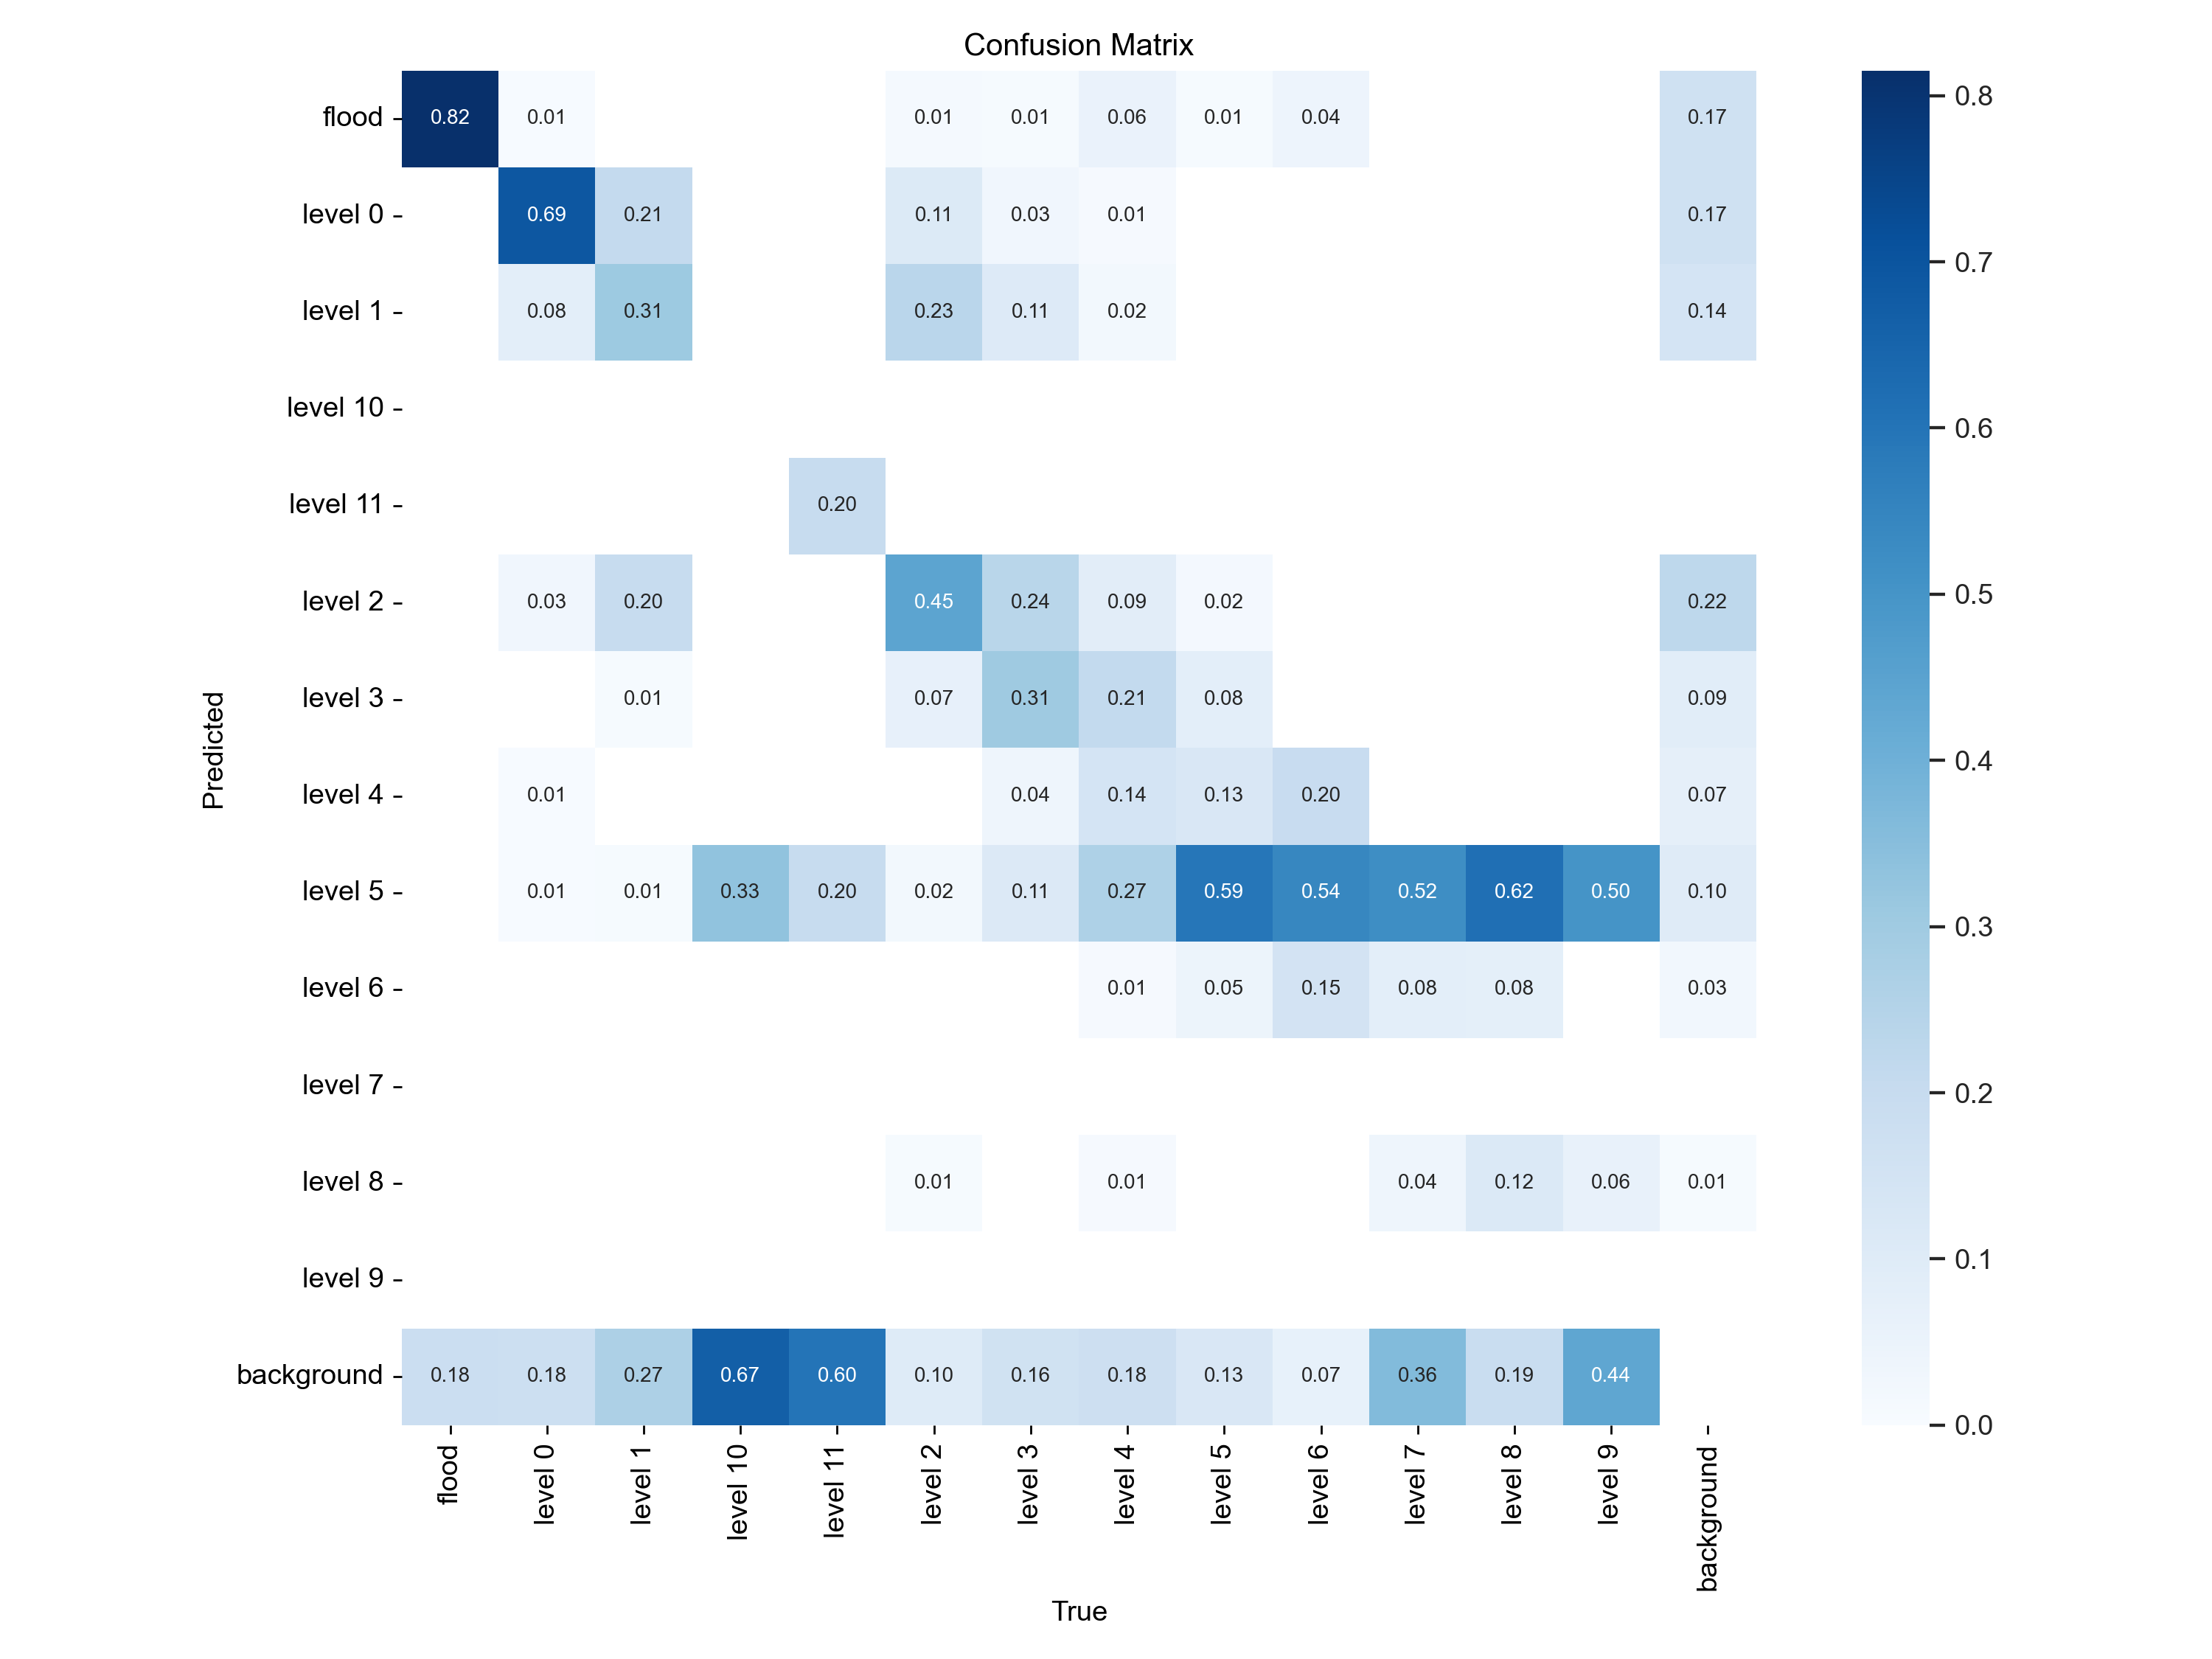 Confusion Matrix
flood 0.82 0.01 0.01 0.01 0.06 0.01 0.04 0.17
level 0 0.69 0.21 0.11 0.03 0.01 0.17
level 1 0.08 0.31 0.23 0.11 0.02 0.14
level 10
level 11 0.20
level 2 0.03 0.20 0.45 0.24 0.09 0.02 0.22
level 3 0.01 0.07 0.31 0.21 0.08 0.09
level 4 0.01 0.04 0.14 0.13 0.20 0.07
level 5 0.01 0.01 0.33 0.20 0.02 0.11 0.27 0.59 0.54 0.52 0.62 0.50 0.10
level 6 0.01 0.05 0.15 0.08 0.08 0.03
level 7
level 8 0.01 0.01 0.04 0.12 0.06 0.01
level 9
background 0.18 0.18 0.27 0.67 0.60 0.10 0.16 0.18 0.13 0.07 0.36 0.19 0.44
flood level 0 level 1 level 10 level 11 level 2 level 3 level 4 level 5 level 6 level 7 level 8 level 9 background
True
Predicted
0.8
0.7
0.6
0.5
0.4
0.3
0.2
0.1
0.0